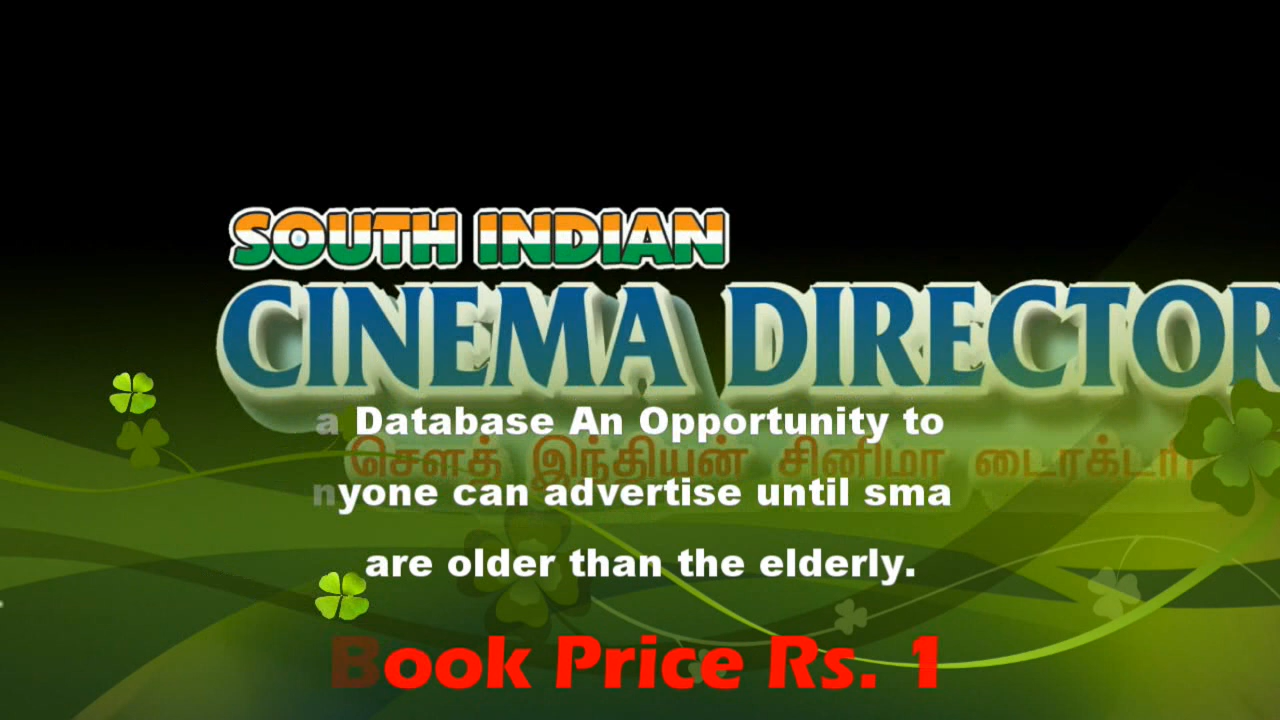 SOUTH INDIAN
CINEMA DIRECTOR
a Database An Opportunity to
சௌத் இந்தியன் சினிமா டைரக்டரி
nyone can advertise until sma
are older than the elderly.
Book Price Rs. 1